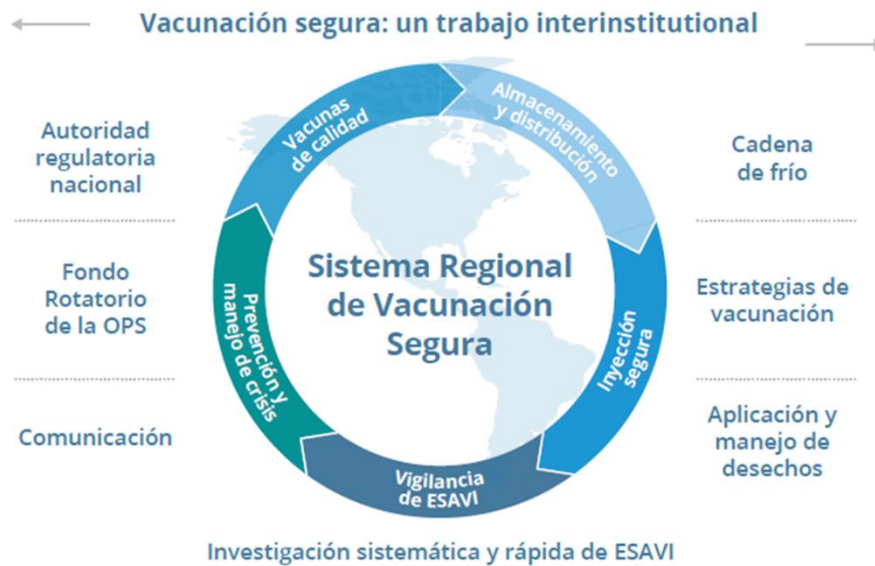 Vacunación segura: un trabajo interinstitucional
Autoridad
regulatoria
nacional
Fondo
Rotatorio
de la OPS
Comunicación
Vacunas
de calidad
Almacenamiento
y distribución
Inyección
segura
Vigilancia
de ESAVI
Prevención y
manejo de crisis
Sistema Regional
de Vacunación
Segura
Cadena
de frío
Estrategias de
vacunación
Aplicación y
manejo de
desechos
Investigación sistemática y rápida de ESAVI